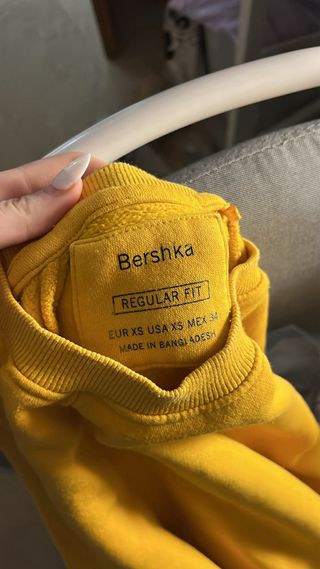 Bershka
REGULAR FIT
EUR XS USA XS MEX 34
MADE IN BANGLADESH